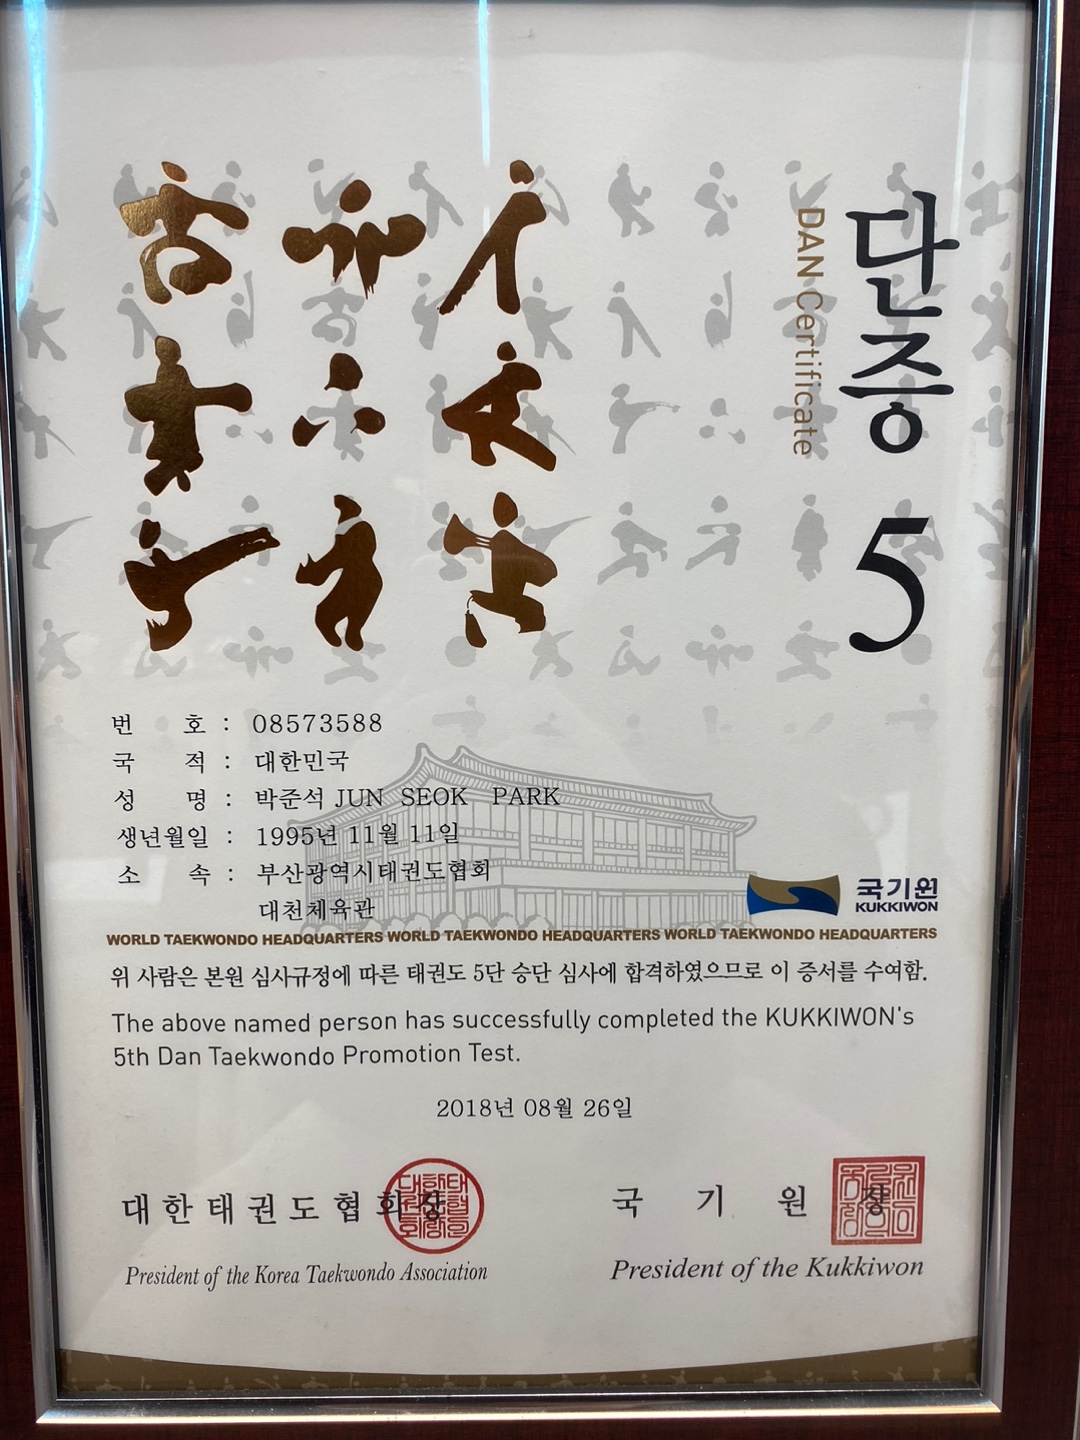 단증 5
DAN Certificate
번 호 : 08573588
국 적 : 대한민국
성 명 : 박준석 JUN SEOK PARK
생년월일 : 1995년 11월 11일
소 속 : 부산광역시태권도협회
대천체육관
국기원
KUKKIWON
WORLD TAEKWONDO HEADQUARTERS WORLD TAEKWONDO HEADQUARTERS WORLD TAEKWONDO HEADQUARTERS
위 사람은 본원 심사규정에 따른 태권도 5단 승단 심사에 합격하였으므로 이 증서를 수여함.
The above named person has successfully completed the KUKKIWON's
5th Dan Taekwondo Promotion Test.
2018년 08월 26일
대한태권도협회장
President of the Korea Taekwondo Association
국 기 원 장
President of the Kukkiwon